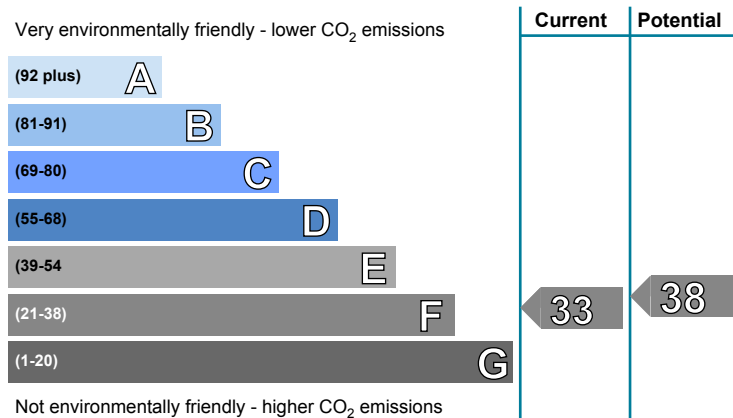 Current Potential
Very environmentally friendly - lower CO₂ emissions
(92 plus) A
(81-91) B
(69-80) C
(55-68) D
(39-54 E
(21-38) F 33 38
(1-20) G
Not environmentally friendly - higher CO₂ emissions